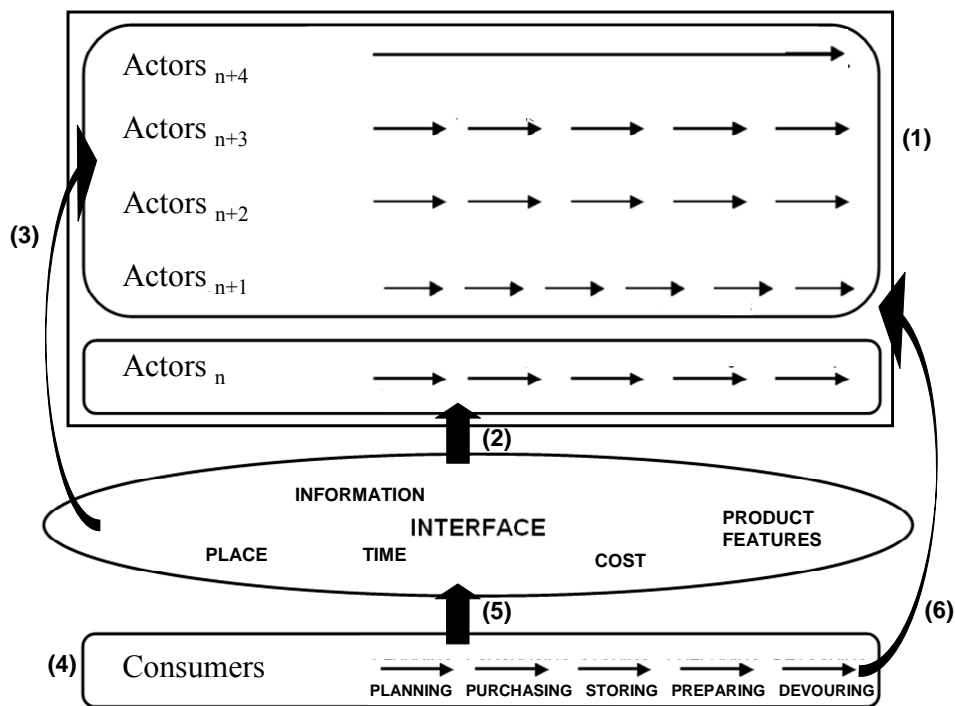 Actors n+4
Actors n+3
(1)
Actors n+2
(3)
Actors n+1
Actors n
(2)
INFORMATION
INTERFACE
PRODUCT
FEATURES
PLACE
TIME
COST
(5)
(6)
(4)
Consumers
PLANNING PURCHASING STORING PREPARING DEVOURING